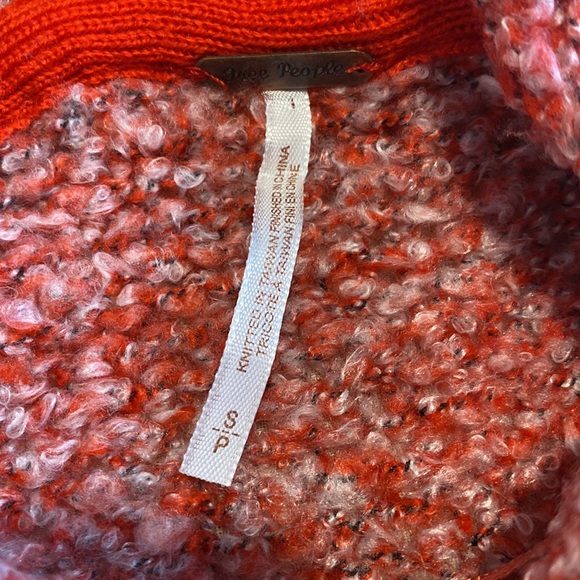 Free People
KNITTED IN TAIWAN FINISHED IN CHINA
TRICOTÉ À TAIWAN FINI EN CHINE
S|P